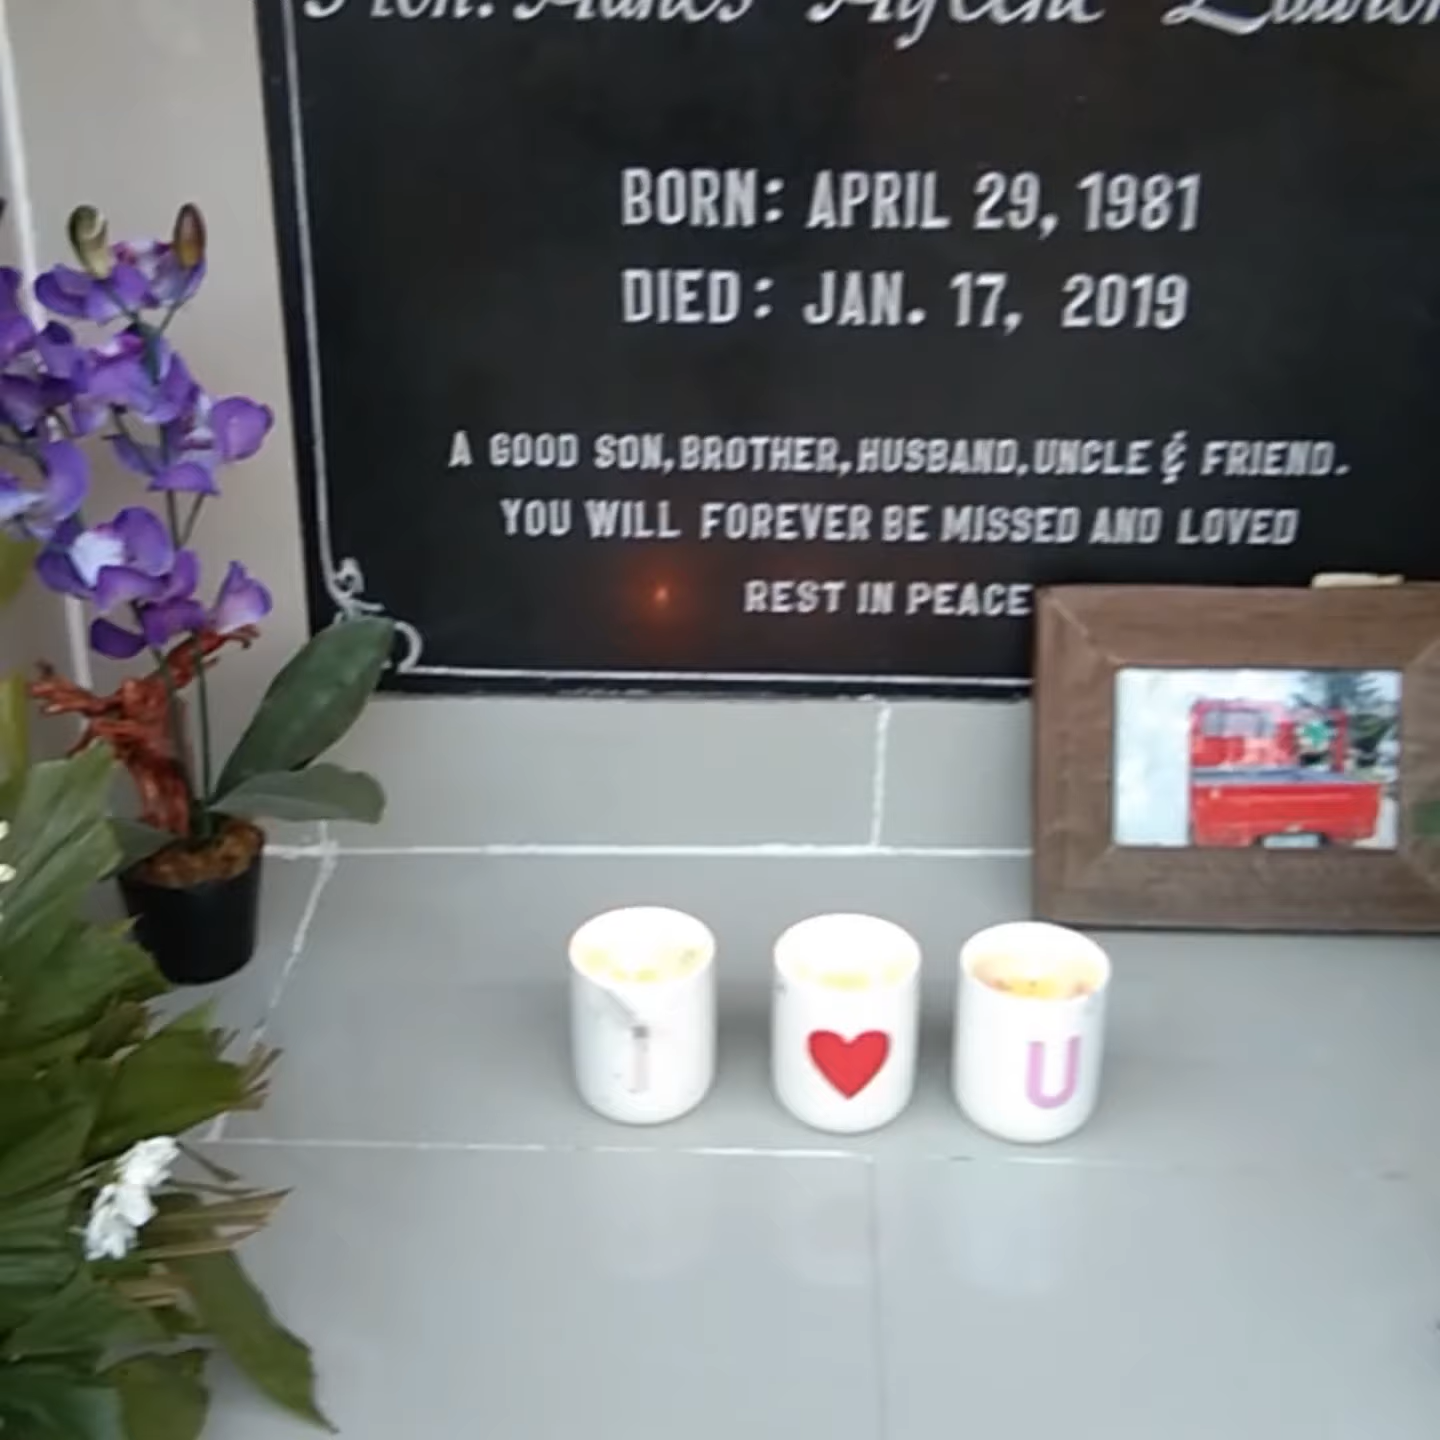 Hon.
BORN: APRIL 29, 1981
DIED: JAN. 17, 2019
A GOOD SON, BROTHER, HUSBAND, UNCLE & FRIEND.
YOU WILL FOREVER BE MISSED AND LOVED
REST IN PEACE
I ♥ U